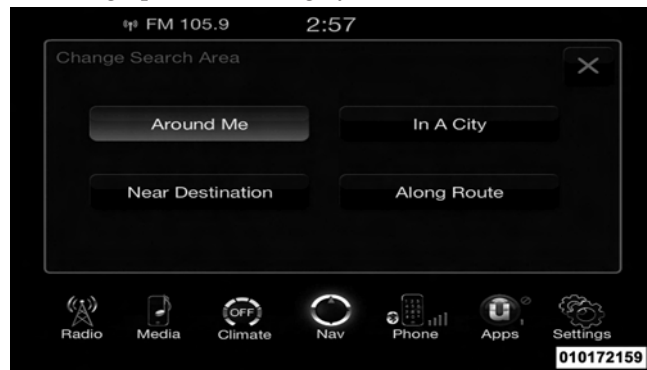 FM 105.9 2:57
Change Search Area
Around Me In A City
Near Destination Along Route
OFF
Radio Media Climate Nav Phone Apps Settings
010172159